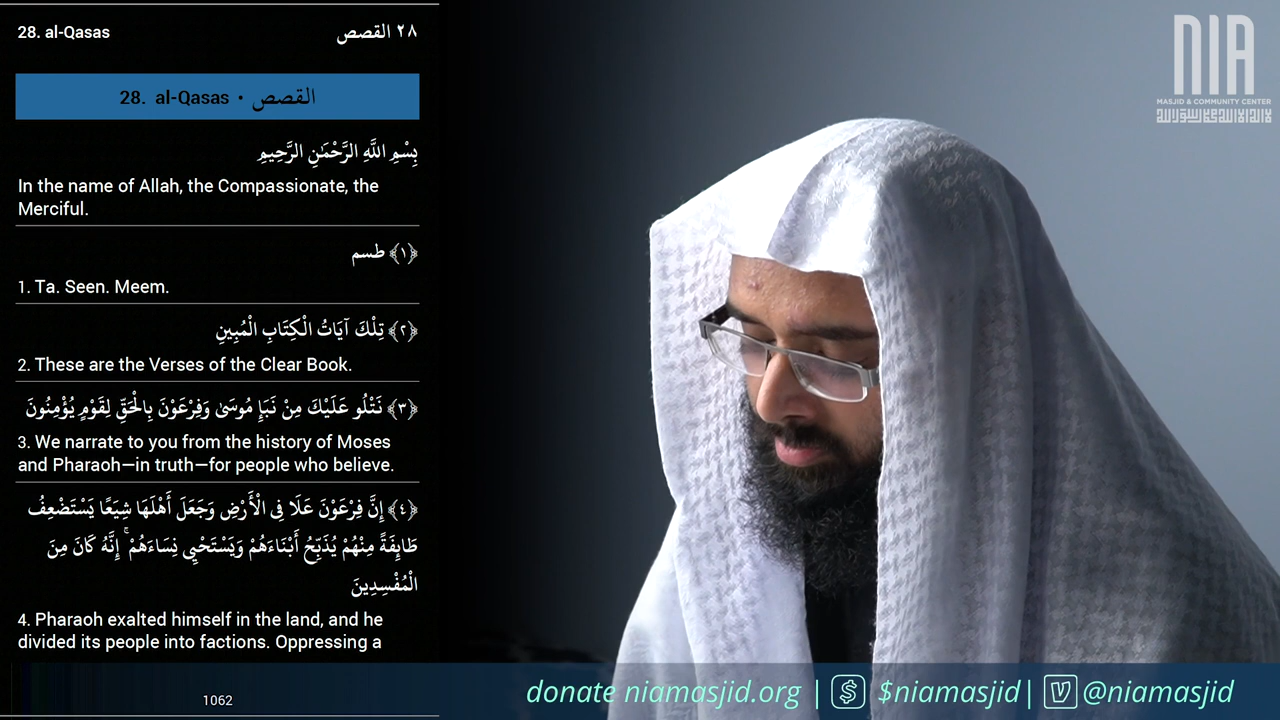 28. al-Qasas
٢٨ القصص
28. al-Qasas • القصص
بِسْمِ اللَّهِ الرَّحْمَٰنِ الرَّحِيمِ
In the name of Allah, the Compassionate, the
Merciful.
﴿١﴾ طسم
1. Ta. Seen. Meem.
﴿٢﴾ تِلْكَ آيَاتُ الْكِتَابِ الْمُبِينِ
2. These are the Verses of the Clear Book.
﴿٣﴾ نَتْلُو عَلَيْكَ مِنْ نَبَإِ مُوسَىٰ وَفِرْعَوْنَ بِالْحَقِّ لِقَوْمٍ يُؤْمِنُونَ
3. We narrate to you from the history of Moses
and Pharaoh—in truth—for people who believe.
﴿٤﴾ إِنَّ فِرْعَوْنَ عَلَا فِى الْأَرْضِ وَجَعَلَ أَهْلَهَا شِيَعًا يَسْتَضْعِفُ
طَايِٕفَةً مِنْهُمْ يُذَبِّحُ أَبْنَاءَهُمْ وَيَسْتَحْيِى نِسَاءَهُمْ ۚ إِنَّهُ كَانَ مِنَ
الْمُفْسِدِينَ
4. Pharaoh exalted himself in the land, and he
divided its people into factions. Oppressing a
1062
NIA
MASJID & COMMUNITY CENTER
donate niamasjid.org | $ $niamasjid | V @niamasjid